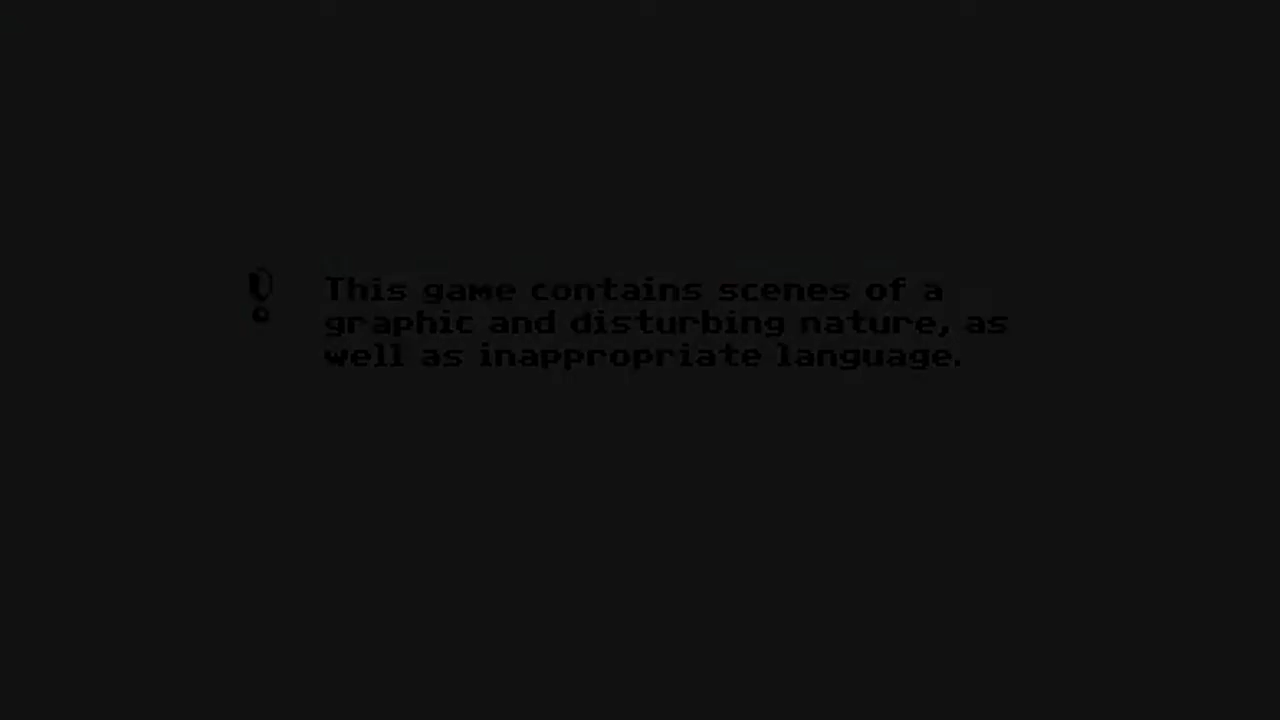 This game contains scenes of a
graphic and disturbing nature, as
well as inappropriate language.